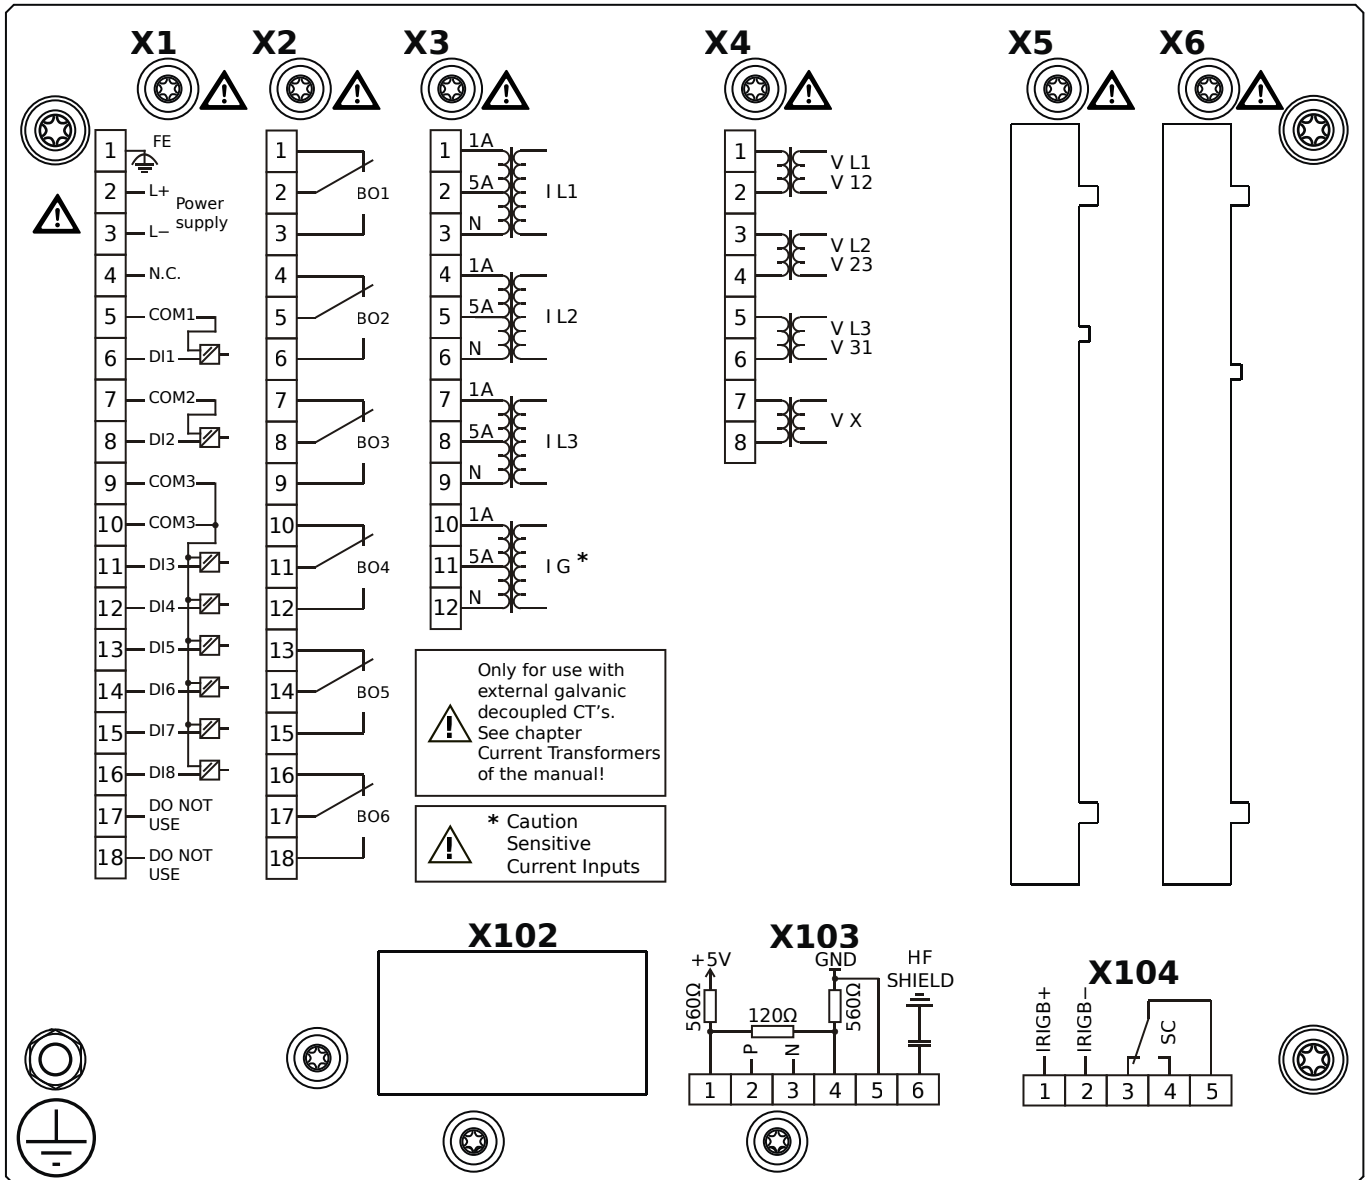 X1
X2
X3
X4
X5
X6
1 FE
2 L+
Power
supply
3 L−
4 N.C.
5 COM1
6 DI1
7 COM2
8 DI2
9 COM3
10 COM3
11 DI3
12 DI4
13 DI5
14 DI6
15 DI7
16 DI8
17 DO NOT
USE
18 DO NOT
USE
1
2 BO1
3
4
5 BO2
6
7
8 BO3
9
10
11 BO4
12
13
14 BO5
15
16
17 BO6
18
1 1A
2 5A I L1
3 N
4 1A
5 5A I L2
6 N
7 1A
8 5A I L3
9 N
10 1A
11 5A I G *
12 N
Only for use with
external galvanic
decoupled CT's.
See chapter
Current Transformers
of the manual!
* Caution
Sensitive
Current Inputs
1 V L1
2 V 12
3 V L2
4 V 23
5 V L3
6 V 31
7 V X
8
X102
X103
+5V GND HF
SHIELD
560Ω 120Ω 560Ω
P N
1 2 3 4 5 6
X104
IRIGB+ IRIGB− SC
1 2 3 4 5